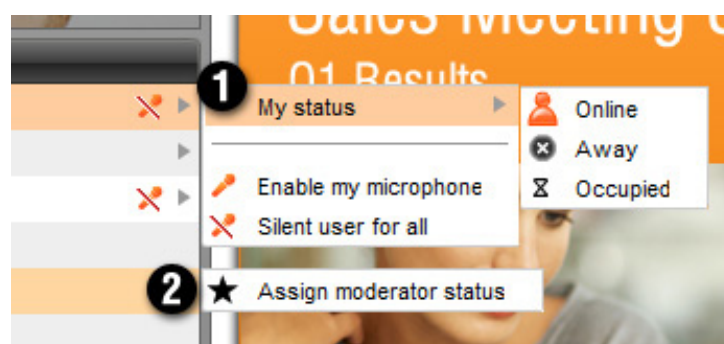 Sales Meeting
Q1 Results
1
My status
Online
Away
Occupied
Enable my microphone
Silent user for all
2
Assign moderator status